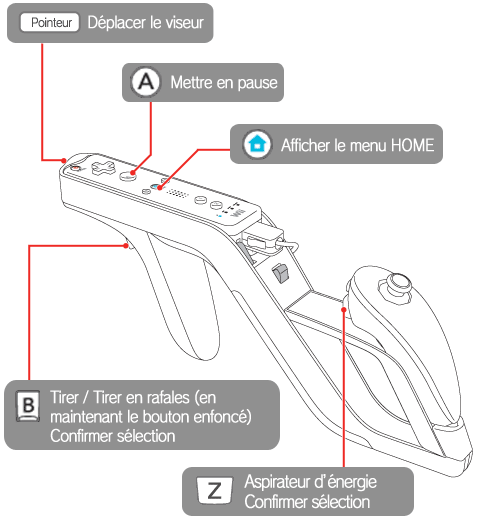 Pointeur Déplacer le viseur
A Mettre en pause
Afficher le menu HOME
Wii
B Tirer / Tirer en rafales (en
maintenant le bouton enfoncé)
Confirmer sélection
Z Aspirateur d'énergie
Confirmer sélection